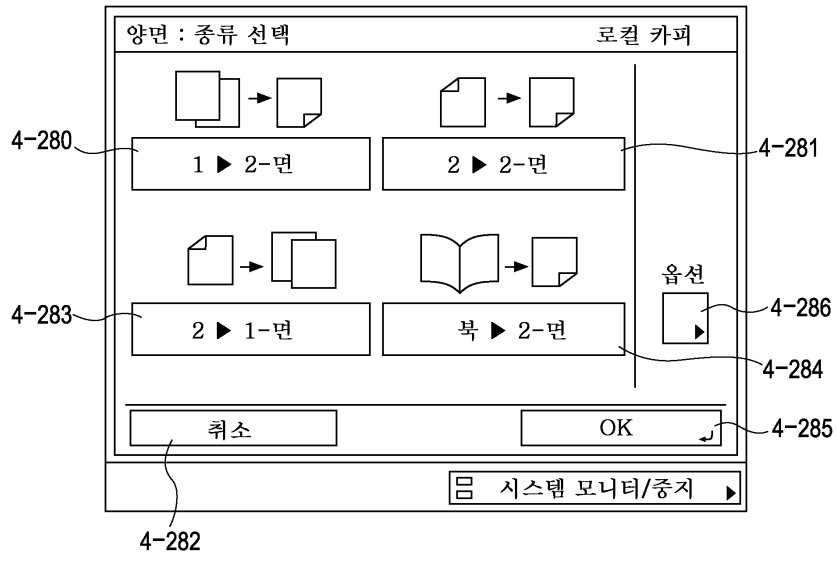 양면 : 종류 선택 로컬 카피
4-280
1 ▶ 2-면
2 ▶ 2-면
4-281
4-283
2 ▶ 1-면
북 ▶ 2-면
옵션
4-286
4-284
취소
OK
4-285
시스템 모니터/중지
4-282